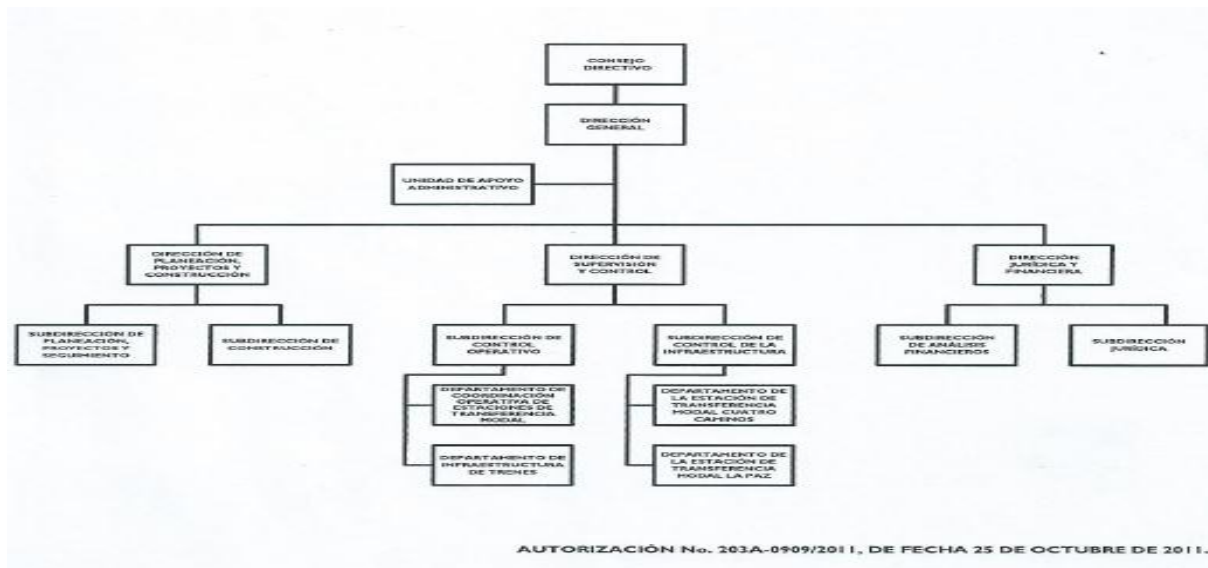 CONSEJO
DIRECTIVO
DIRECCIÓN
GENERAL
UNIDAD DE APOYO
ADMINISTRATIVO
DIRECCIÓN DE
PLANEACIÓN,
PROYECTOS Y
CONSTRUCCIÓN
DIRECCIÓN DE
SUPERVISIÓN
Y CONTROL
DIRECCIÓN
JURÍDICA Y
FINANCIERA
SUBDIRECCIÓN DE
PLANEACIÓN,
PROYECTOS Y
SEGUIMIENTO
SUBDIRECCIÓN
DE CONSTRUCCIÓN
SUBDIRECCIÓN DE
CONTROL
OPERATIVO
SUBDIRECCIÓN DE
CONTROL DE LA
INFRAESTRUCTURA
SUBDIRECCIÓN
DE ANÁLISIS
FINANCIEROS
SUBDIRECCIÓN
JURÍDICA
DEPARTAMENTO DE
COORDINACIÓN
OPERATIVA DE
ESTACIONES DE
TRANSFERENCIA
MODAL
DEPARTAMENTO DE
LA ESTACIÓN DE
TRANSFERENCIA
MODAL CUATRO
CAMINOS
DEPARTAMENTO DE
INFRAESTRUCTURA
DE TRENES
DEPARTAMENTO DE
LA ESTACIÓN DE
TRANSFERENCIA
MODAL LA PAZ
AUTORIZACIÓN No. 203A-0909/2011, DE FECHA 25 DE OCTUBRE DE 2011.